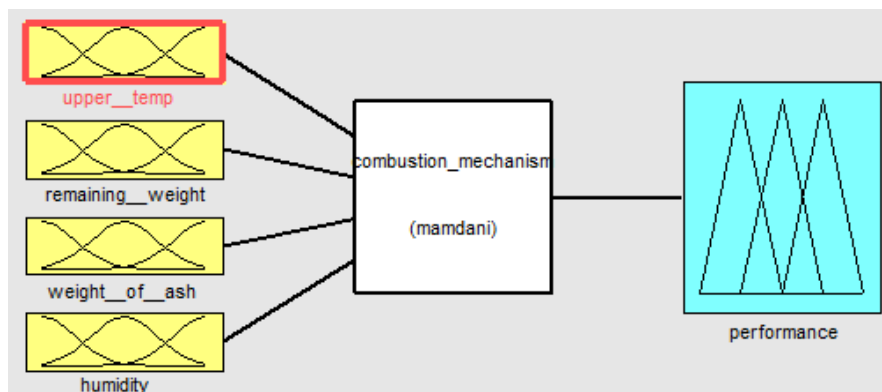 upper__temp
remaining__weight
weight__of__ash
humidity
combustion_mechanism
(mamdani)
performance